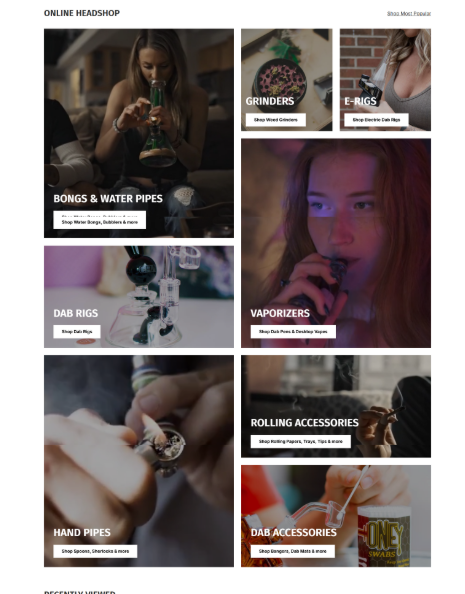 ONLINE HEADSHOP
Shop Most Popular
BONGS & WATER PIPES
Shop Water Bongs, Bubblers & more
GRINDERS
Shop Weed Grinders
E-RIGS
Shop Electric Dab Rigs
DAB RIGS
Shop Dab Rigs
VAPORIZERS
Shop Dab Pens & Desktop Vapes
HAND PIPES
Shop Spoons, Sherlocks & more
ROLLING ACCESSORIES
Shop Rolling Papers, Trays, Tips & more
DAB ACCESSORIES
Shop Bangers, Dab Mats & more
ONEY
SWABS
RECENTLY VIEWED